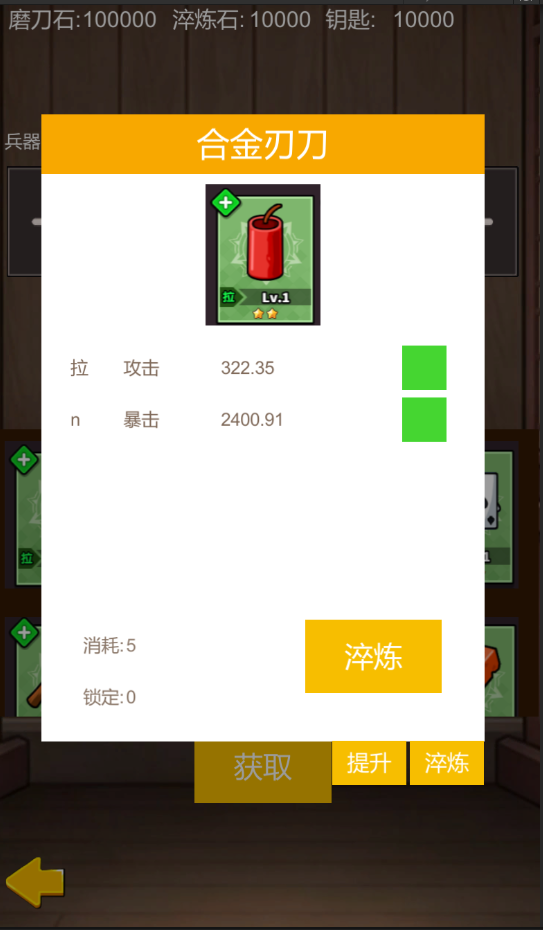 磨刀石:100000 淬炼石:10000 钥匙: 10000
兵器
合金刃刀
拉 Lv.1
拉 攻击 322.35
n 暴击 2400.91
拉
1
消耗:5
淬炼
锁定:0
获取 提升 淬炼